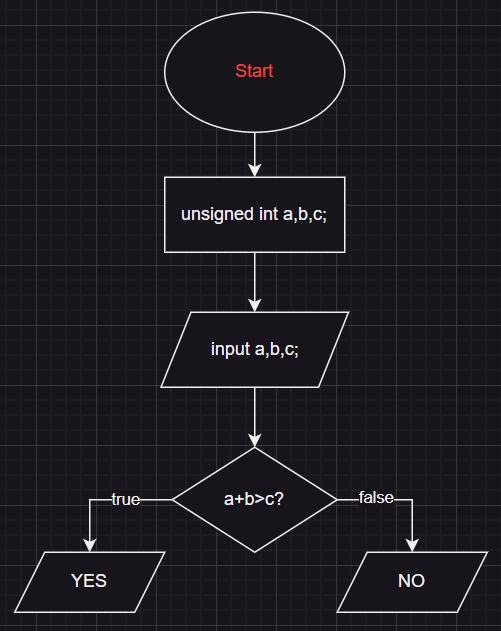 Start
unsigned int a,b,c;
input a,b,c;
a+b>c?
true
false
YES
NO